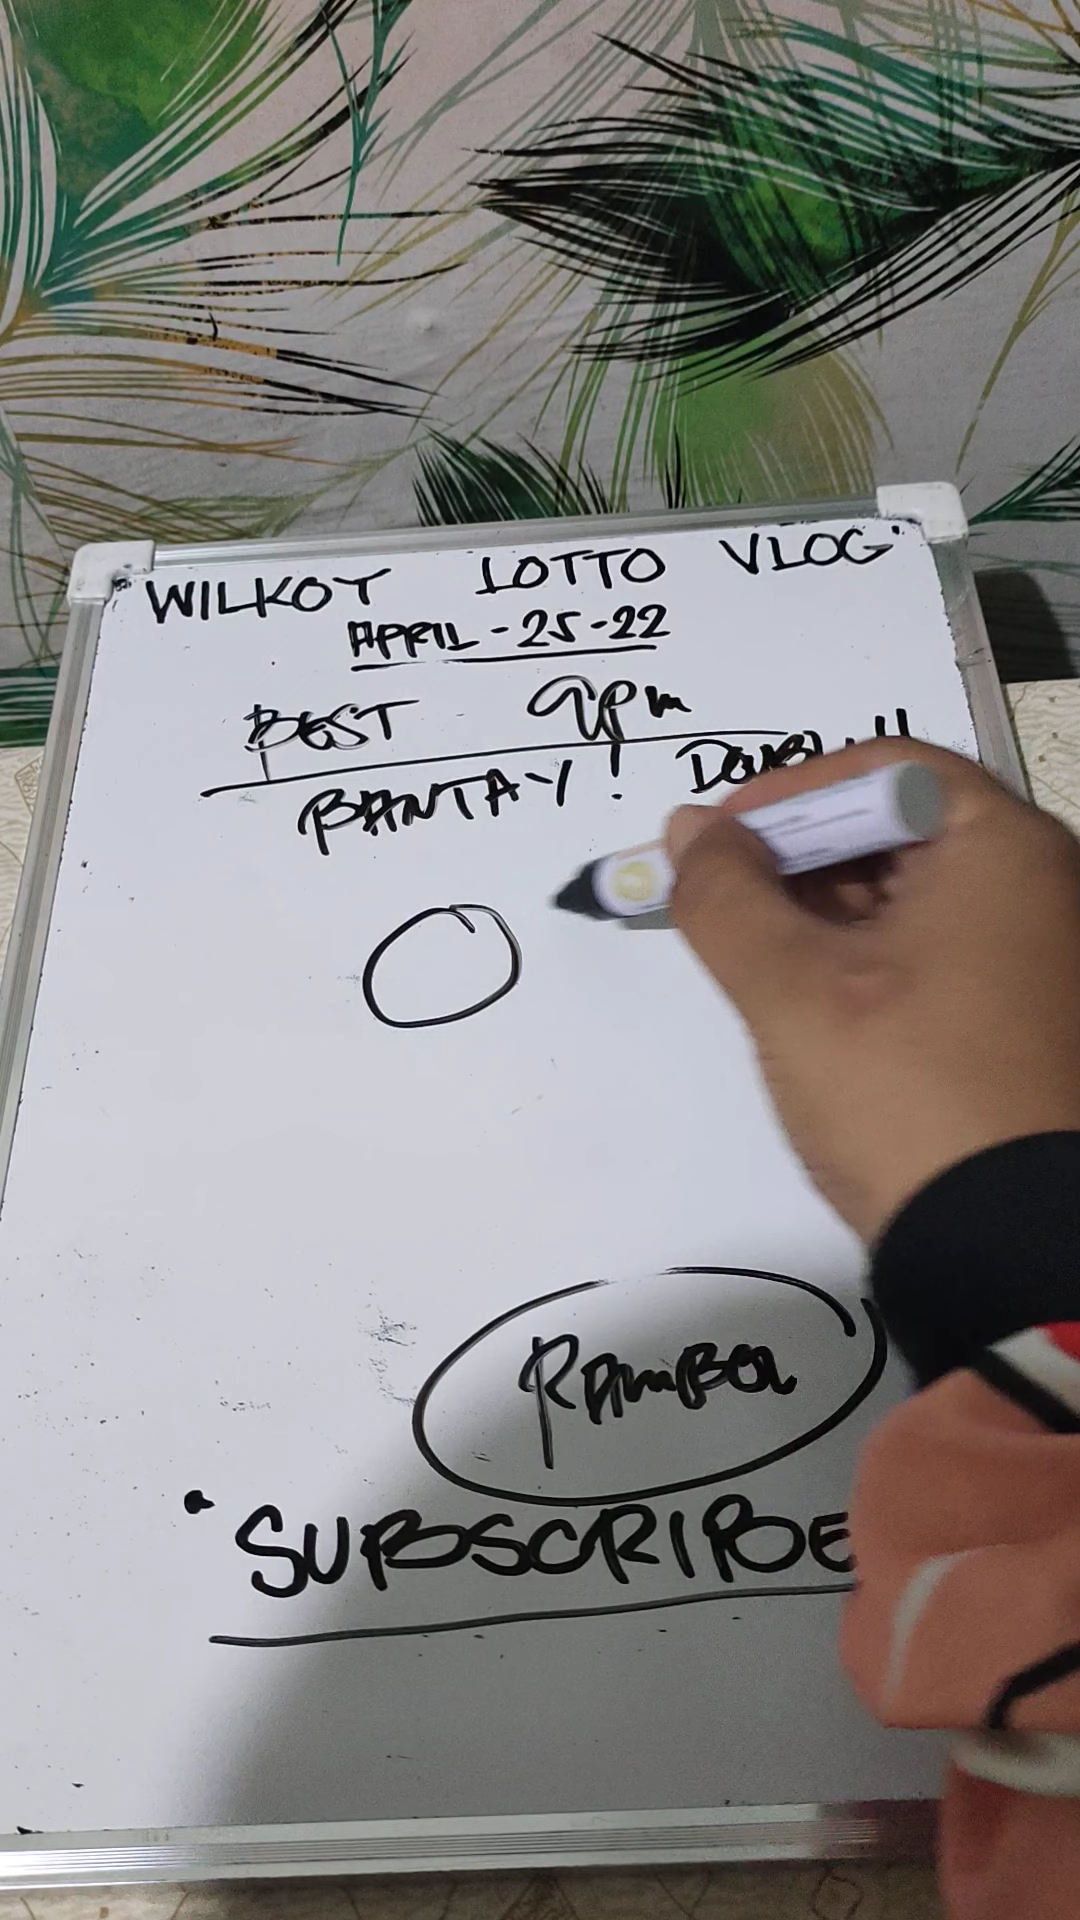 WILKOT LOTTO VLOG
APRIL-25-22
BEST 9pm
BANTAY!
RAMBOL
SUBSCRIBE